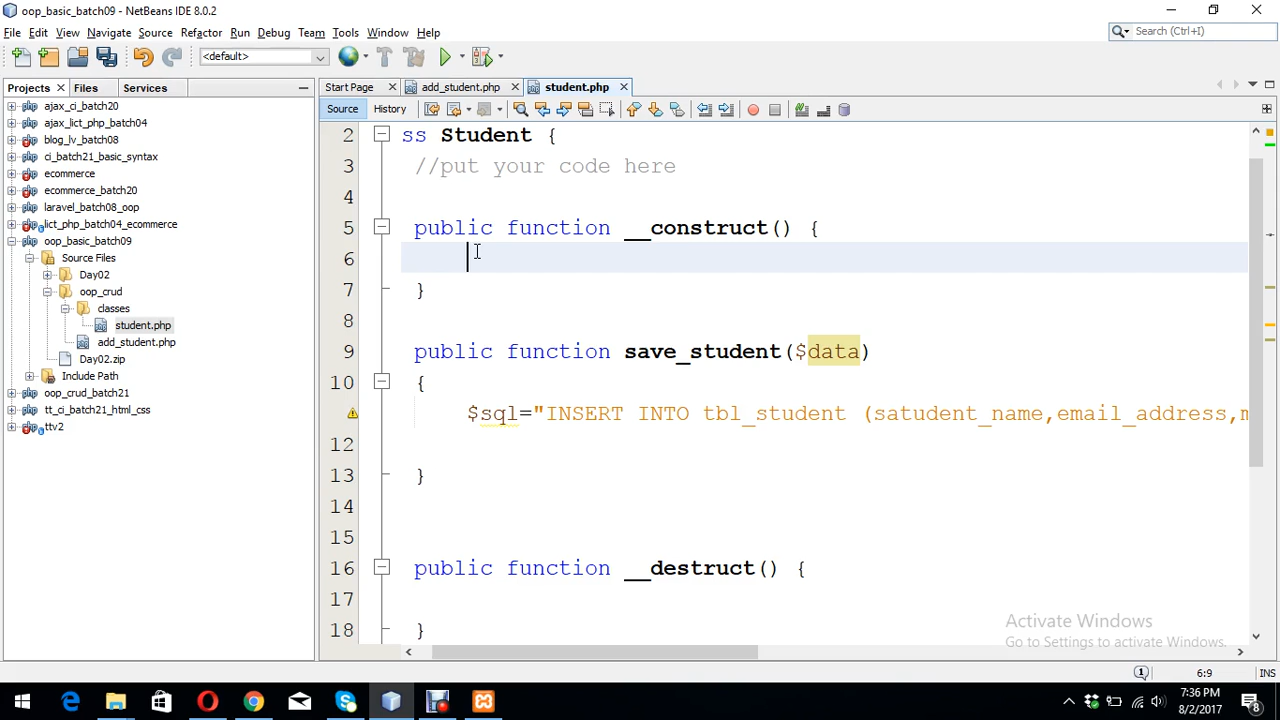 oop_basic_batch09 - NetBeans IDE 8.0.2
File Edit View Navigate Source Refactor Run Debug Team Tools Window Help
Search (Ctrl+I)
<default>
Projects Files Services
Start Page add_student.php student.php
Source History
ajax_ci_batch20
ajax_lict_php_batch04
blog_lv_batch08
ci_batch21_basic_syntax
ecommerce
ecommerce_batch20
laravel_batch08_oop
lict_php_batch04_ecommerce
oop_basic_batch09
Source Files
Day02
oop_crud
classes
student.php
add_student.php
Day02.zip
Include Path
oop_crud_batch21
tt_ci_batch21_html_css
ttv2
2 ss Student {
3 //put your code here
4
5 public function __construct() {
6
7 }
8
9 public function save_student($data)
10 {
$sql="INSERT INTO tbl_student (satudent_name,email_address,m
12
13 }
14
15
16 public function __destruct() {
17
18 }
Activate Windows
Go to Settings to activate Windows.
1 6:9 INS
7:36 PM
8/2/2017
8